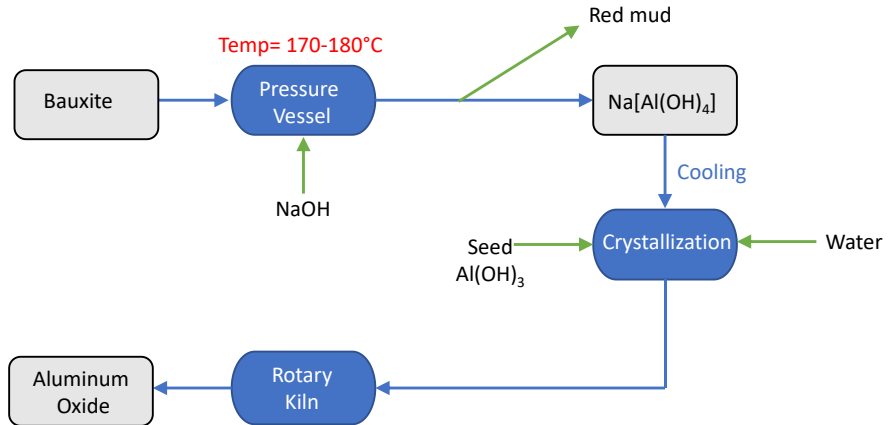 Red mud
Temp= 170-180°C
Bauxite
Pressure
Vessel
Na[Al(OH)₄]
NaOH
Cooling
Seed
Al(OH)₃
Crystallization
Water
Aluminum
Oxide
Rotary
Kiln